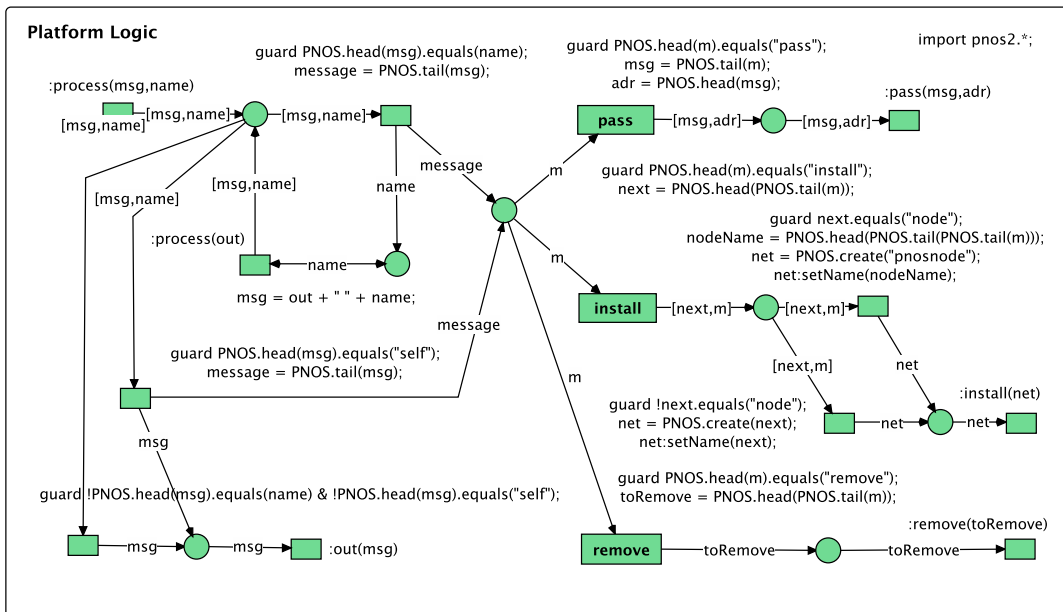 Platform Logic
import pnos2.*;
guard PNOS.head(msg).equals(name);
message = PNOS.tail(msg);
:process(msg,name)
[msg,name]
[msg,name]
[msg,name]
message
name
[msg,name]
[msg,name]
:process(out)
name
msg = out + " " + name;
guard PNOS.head(m).equals("pass");
msg = PNOS.tail(m);
adr = PNOS.head(msg);
pass
[msg,adr]
[msg,adr]
:pass(msg,adr)
m
guard PNOS.head(m).equals("install");
next = PNOS.head(PNOS.tail(m));
m
install
[next,m]
[next,m]
guard next.equals("node");
nodeName = PNOS.head(PNOS.tail(PNOS.tail(m)));
net = PNOS.create("pnosnode");
net:setName(nodeName);
[next,m]
net
guard !next.equals("node");
net = PNOS.create(next);
net:setName(next);
net
net
:install(net)
message
guard PNOS.head(msg).equals("self");
message = PNOS.tail(msg);
msg
m
guard !PNOS.head(msg).equals(name) & !PNOS.head(msg).equals("self");
msg
msg
:out(msg)
guard PNOS.head(m).equals("remove");
toRemove = PNOS.head(PNOS.tail(m));
remove
toRemove
toRemove
:remove(toRemove)